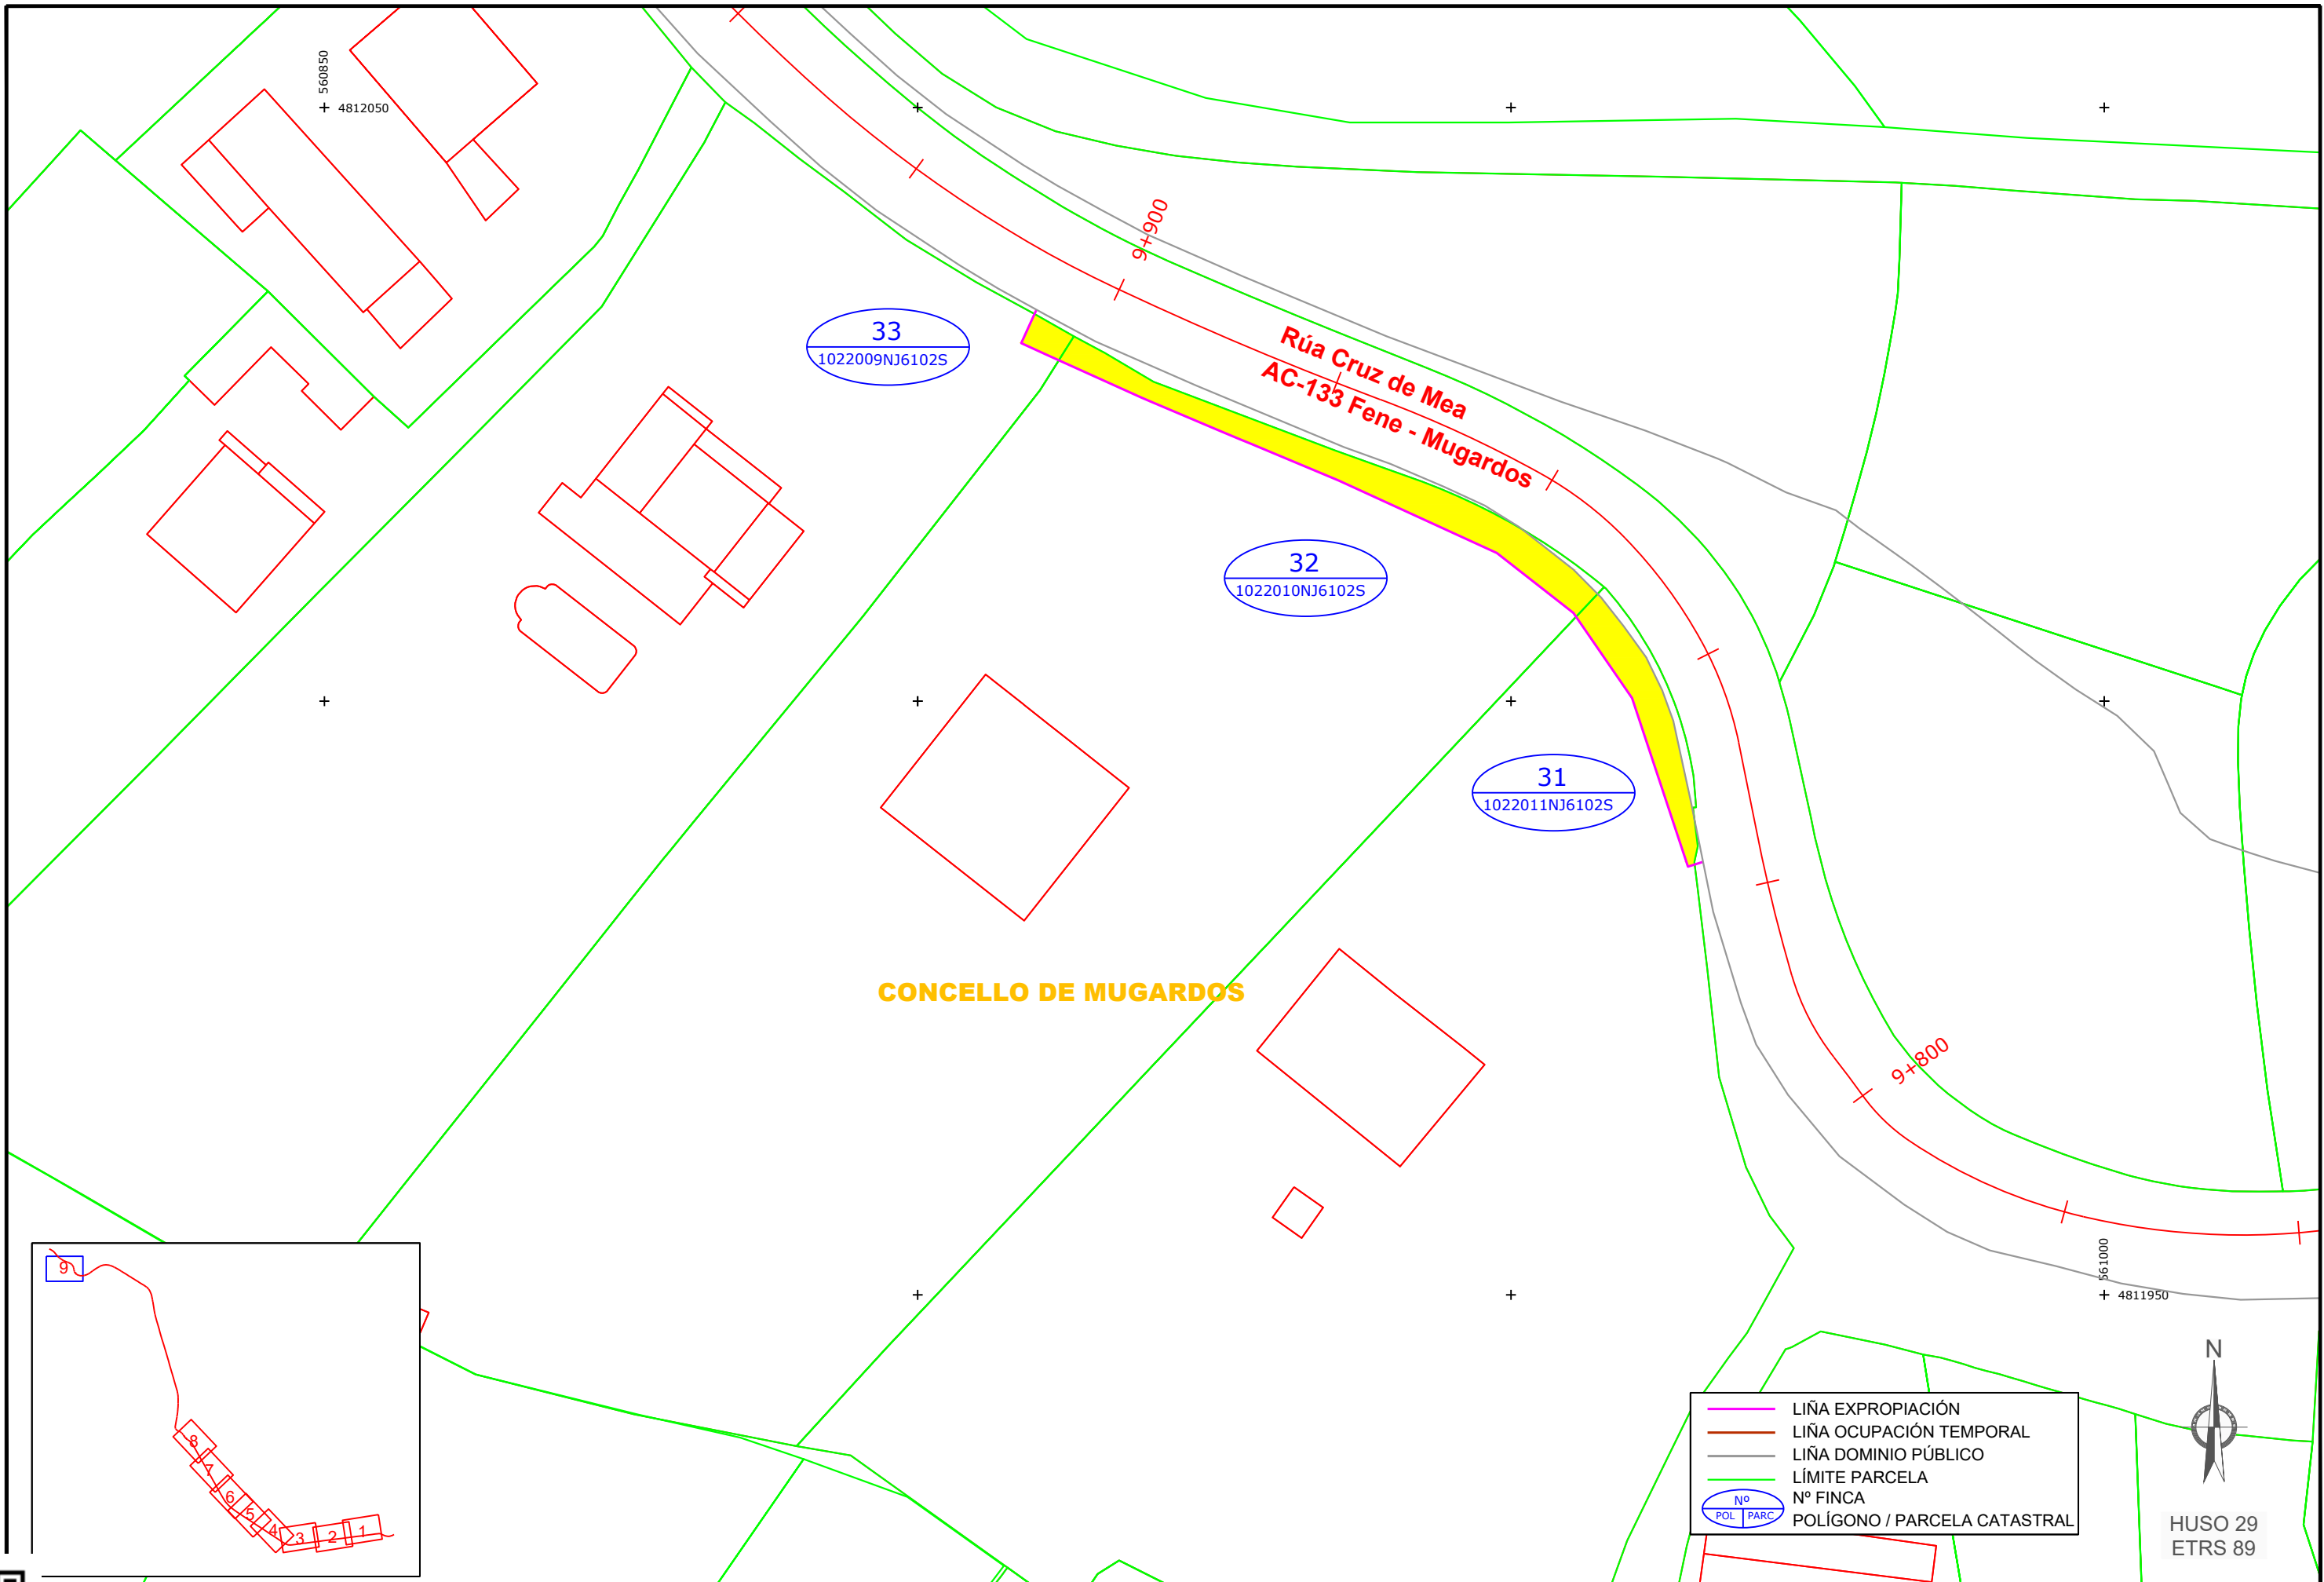 560850
4812050
9+900
33
1022009NJ6102S
Rúa Cruz de Mea
AC-133 Fene - Mugardos
32
1022010NJ6102S
31
1022011NJ6102S
CONCELLO DE MUGARDOS
9+800
561000
4811950
9
8
7
6
5
4
3
2
1
N
LIÑA EXPROPIACIÓN
LIÑA OCUPACIÓN TEMPORAL
LIÑA DOMINIO PÚBLICO
LÍMITE PARCELA
Nº
POL PARC
Nº FINCA
POLÍGONO / PARCELA CATASTRAL
HUSO 29
ETRS 89